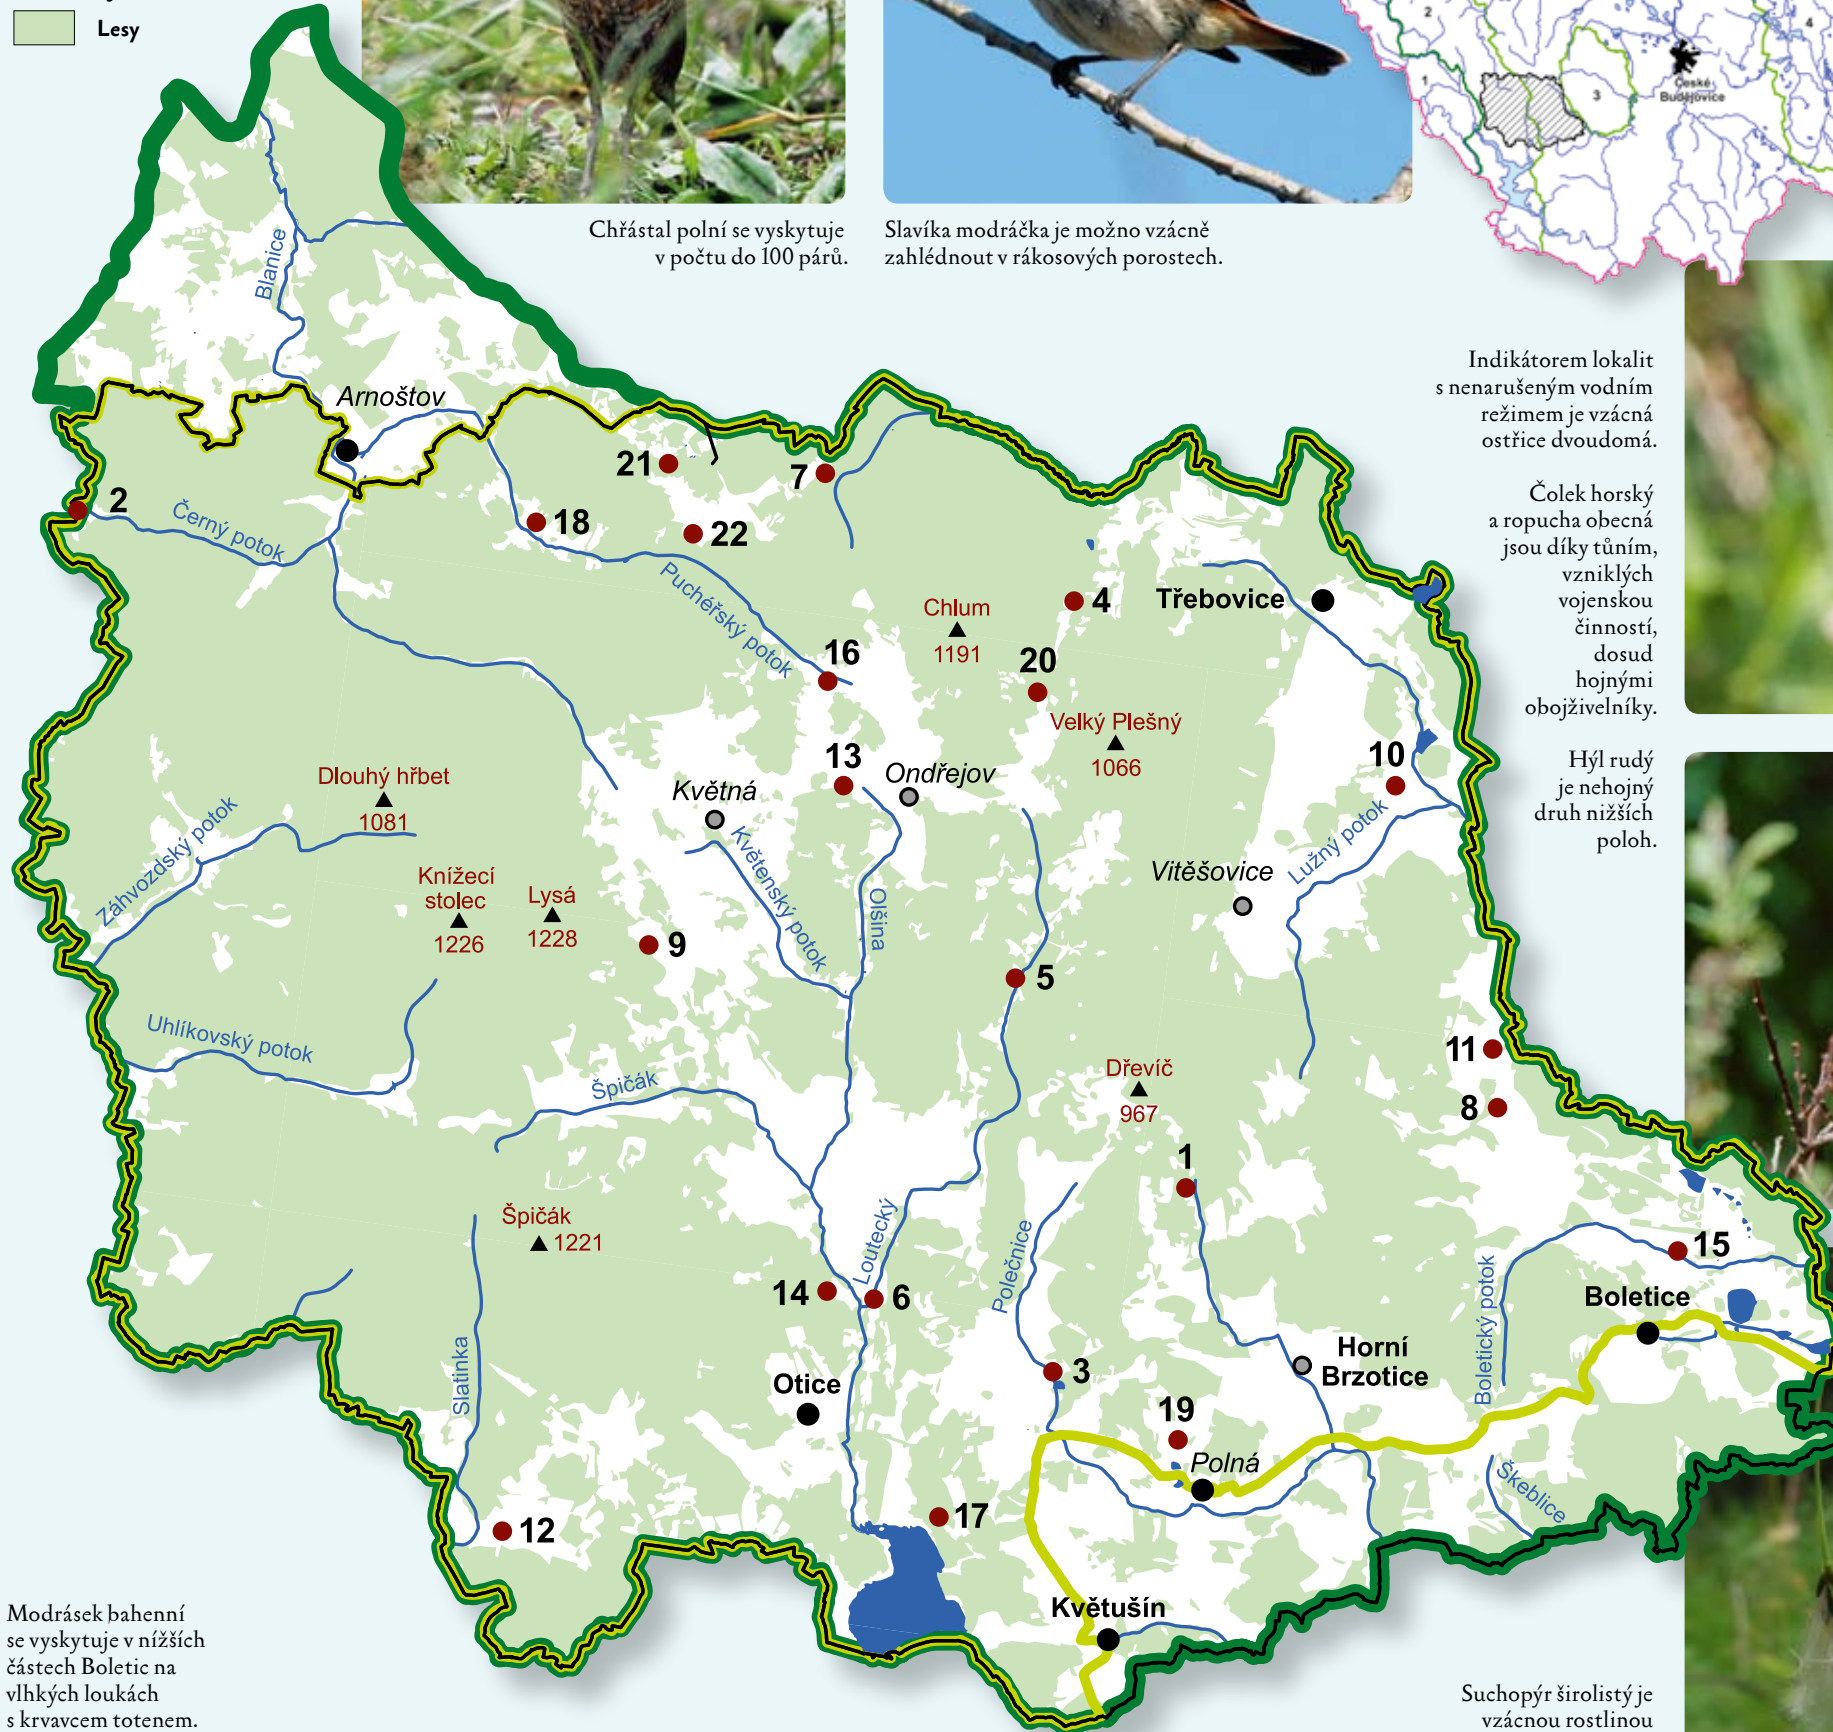 Lesy
Chřástal polní se vyskytuje
v počtu do 100 párů.
Slavíka modráčka je možno vzácně
zahlédnout v rákosových porostech.
2
1
3
4
České
Budějovice
Indikátorem lokalit
s nenarušeným vodním
režimem je vzácná
ostřice dvoudomá.
Čolek horský
a ropucha obecná
jsou díky tůním,
vzniklých
vojenskou
činností,
dosud
hojnými
obojživelníky.
Hýl rudý
je nehojný
druh nižších
poloh.
Blanice
Arnoštov
21
7
2
Černý potok
18
22
Puchéřský potok
Chlum
1191
4
Třebovice
16
20
Velký Plešný
1066
13
Ondřejov
10
Dlouhý hřbet
1081
Květná
Květenský potok
Záhvozdský potok
Olšina
Vitěšovice
Lužný potok
Knížecí
stolec
1226
Lysá
1228
9
5
Uhlíkovský potok
Špičák
Dřevíč
967
11
8
1
Špičák
1221
Loutecký
Polečnice
15
14
6
Boletický potok
Boletice
Slatinka
Otice
3
Horní
Brzotice
19
Polná
Škeblice
17
12
Květušín
Modrásek bahenní
se vyskytuje v nížších
částech Boletic na
vlhkých loukách
s krvavcem totenem.
Suchopýr širolistý je
vzácnou rostlinou